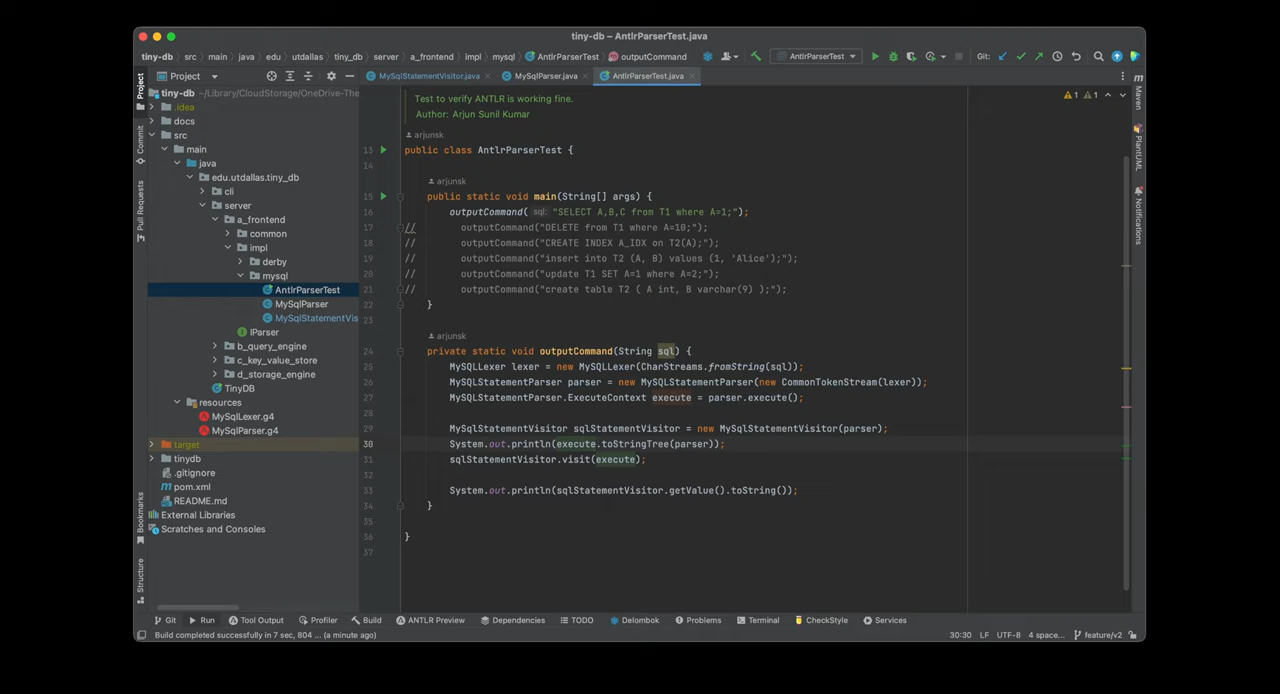 tiny-db – AntlrParserTest.java
tiny-db src main java edu utdallas tiny_db server a_frontend impl mysql AntlrParserTest outputCommand AntlrParserTest Git:
Project
MySqlStatementVisitor.java MySqlParser.java AntlrParserTest.java
Project
Commit
Pull Requests
Bookmarks
Structure
tiny-db ~/Library/CloudStorage/OneDrive-The
.idea
docs
src
main
java
edu.utdallas.tiny_db
cli
server
a_frontend
common
impl
derby
mysql
AntlrParserTest
MySqlParser
MySqlStatementVis
IParser
b_query_engine
c_key_value_store
d_storage_engine
TinyDB
resources
MySqlLexer.g4
MySqlParser.g4
target
tinydb
.gitignore
pom.xml
README.md
External Libraries
Scratches and Consoles
Test to verify ANTLR is working fine.
Author: Arjun Sunil Kumar
arjunsk
13 public class AntlrParserTest {
14
arjunsk
15 public static void main(String[] args) {
16 outputCommand( sql: "SELECT A,B,C from T1 where A=1;");
17 // outputCommand("DELETE from T1 where A=10;");
18 // outputCommand("CREATE INDEX A_IDX on T2(A);");
19 // outputCommand("insert into T2 (A, B) values (1, 'Alice');");
20 // outputCommand("update T1 SET A=1 where A=2;");
21 // outputCommand("create table T2 ( A int, B varchar(9) );");
22 }
23
arjunsk
24 private static void outputCommand(String sql) {
25 MySQLLexer lexer = new MySQLLexer(CharStreams.fromString(sql));
26 MySQLStatementParser parser = new MySQLStatementParser(new CommonTokenStream(lexer));
27 MySQLStatementParser.ExecuteContext execute = parser.execute();
28
29 MySqlStatementVisitor sqlStatementVisitor = new MySqlStatementVisitor(parser);
30 System.out.println(execute.toStringTree(parser));
31 sqlStatementVisitor.visit(execute);
33 System.out.println(sqlStatementVisitor.getValue().toString());
34 }
35
36 }
37
1 1
Maven
PlantUML
Notifications
Git Run Tool Output Profiler Build ANTLR Preview Dependencies TODO Delombok Problems Terminal CheckStyle Services
Build completed successfully in 7 sec, 804 ... (a minute ago) 30:30 LF UTF-8 4 space... feature/v2